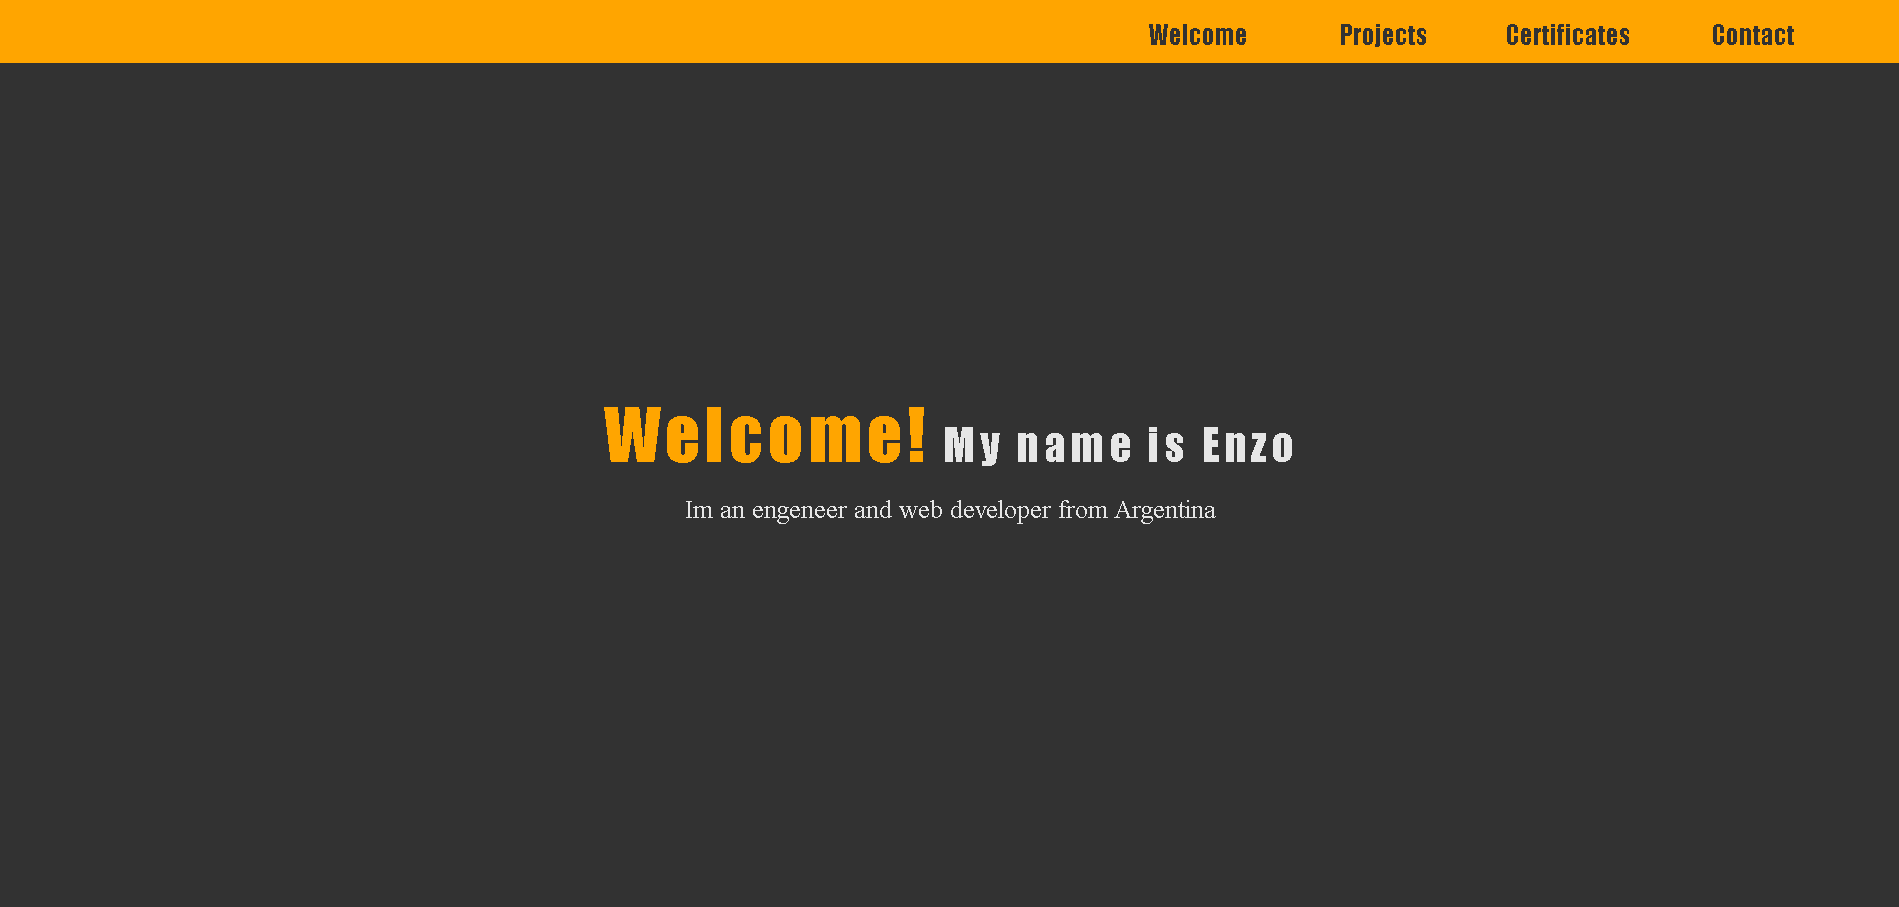 Welcome Projects Certificates Contact
Welcome! My name is Enzo
Im an engeneer and web developer from Argentina